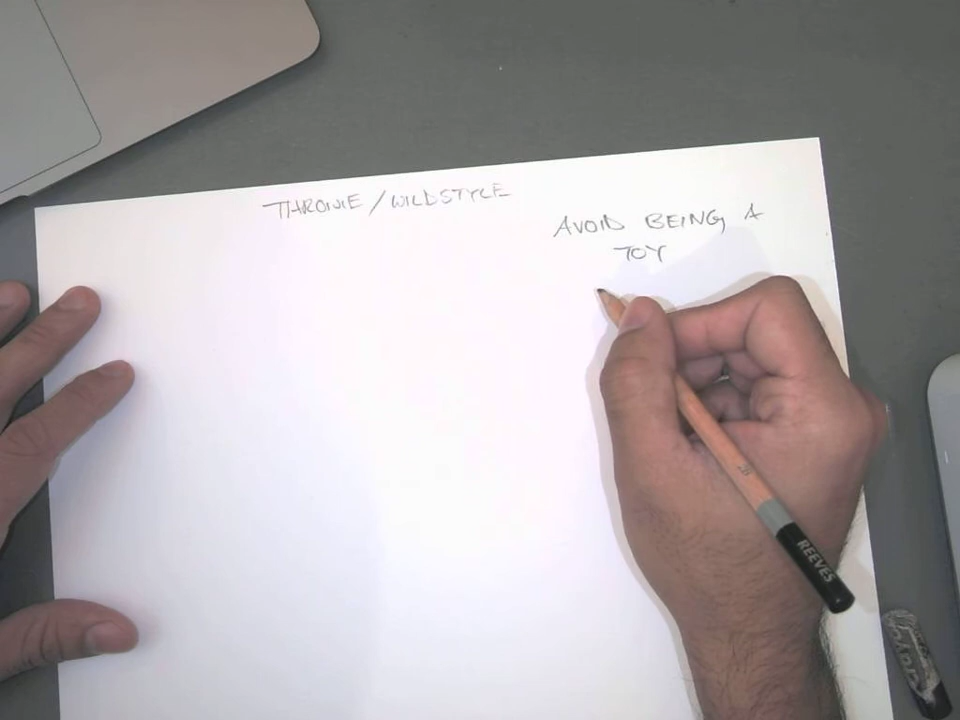 THROWIE / WILDSTYLE
AVOID BEING A
TOY
REEVES